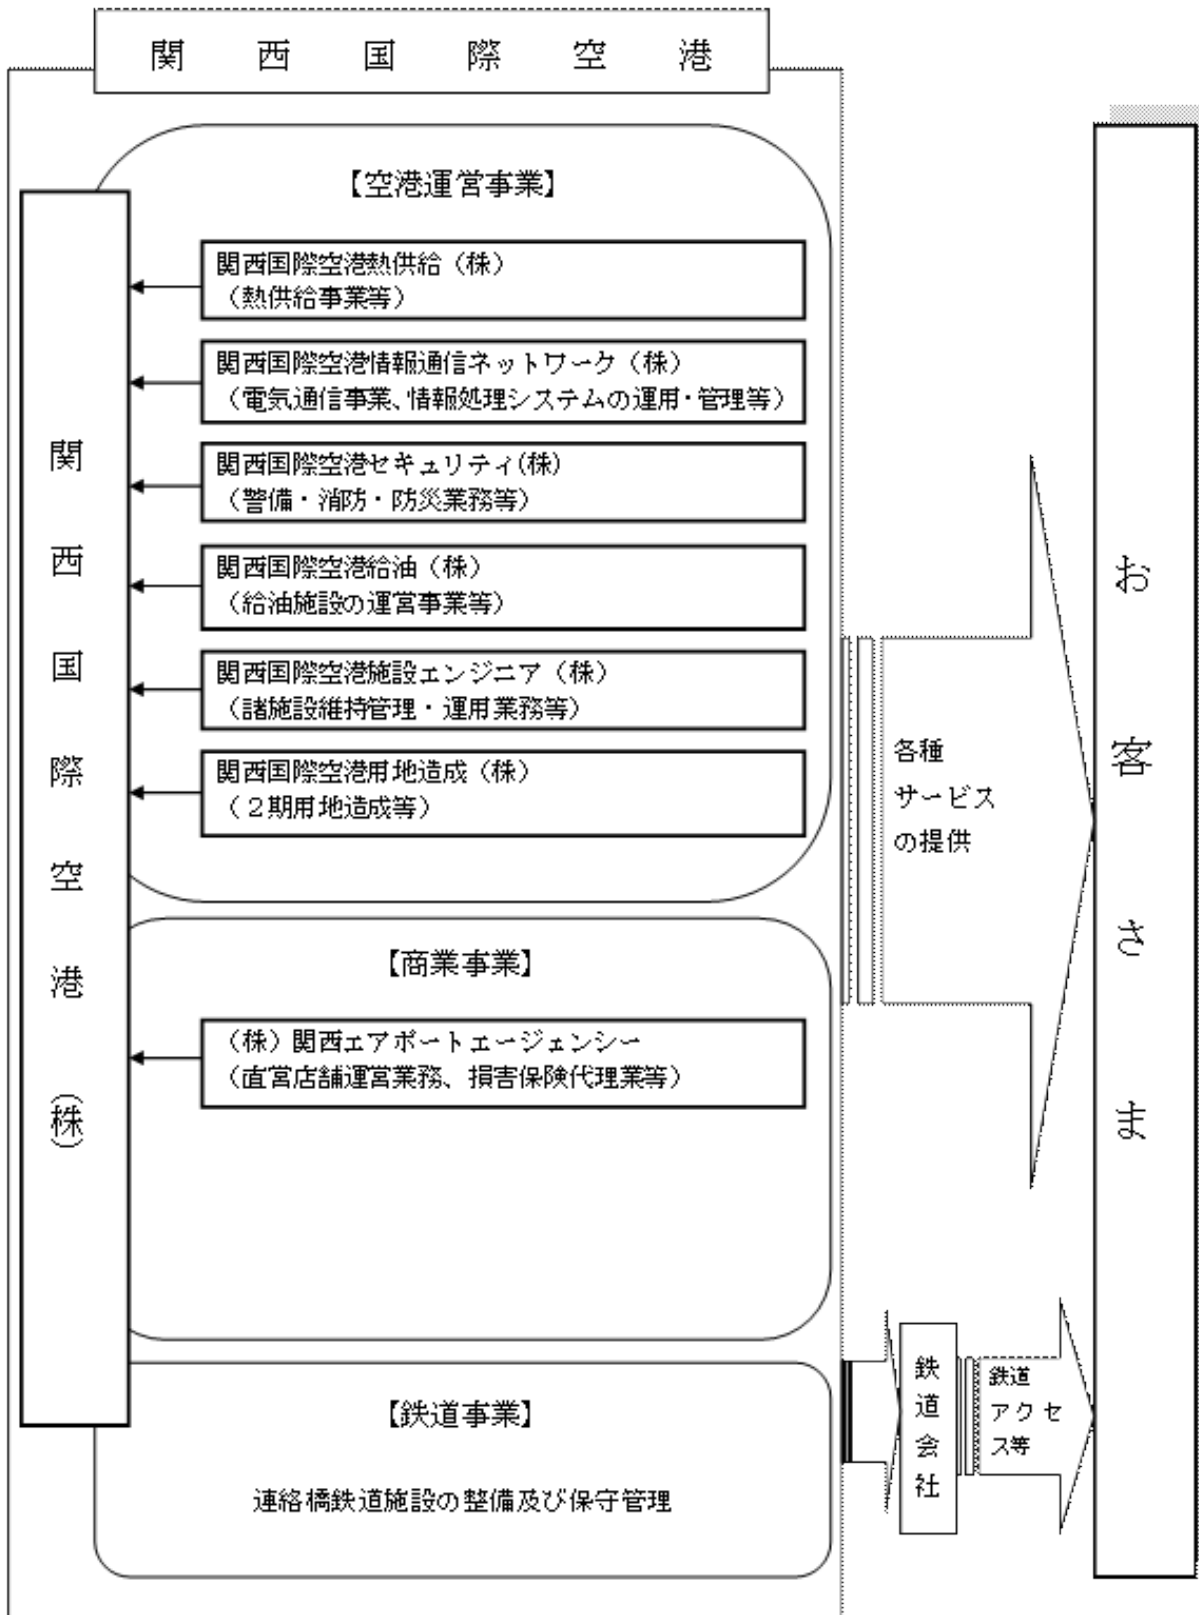 関西国際空港
関西国際空港㈱
【空港運営事業】
関西国際空港熱供給（株）
（熱供給事業等）
関西国際空港情報通信ネットワーク（株）
（電気通信事業、情報処理システムの運用・管理等）
関西国際空港セキュリティ(株)
（警備・消防・防災業務等）
関西国際空港給油（株）
（給油施設の運営事業等）
関西国際空港施設エンジニア（株）
（諸施設維持管理・運用業務等）
関西国際空港用地造成（株）
（２期用地造成等）
【商業事業】
（株）関西エアポートエージェンシー
（直営店舗運営業務、損害保険代理業等）
【鉄道事業】
連絡橋鉄道施設の整備及び保守管理
各種
サービス
の提供
鉄道会社
鉄道
アクセ
ス等
お客さま